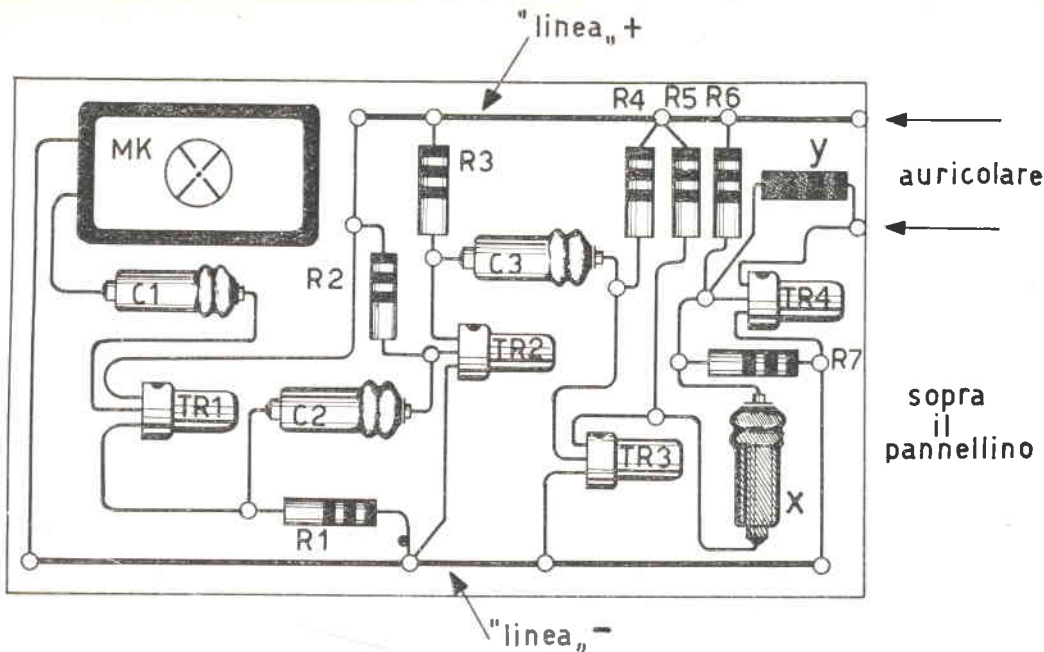 "linea„ +
R4 R5 R6
MK
R3
y
auricolare
C1
R2
C3
TR4
TR2
R7
TR1
C2
TR3
sopra
il
pannellino
R1
x
"linea„ -